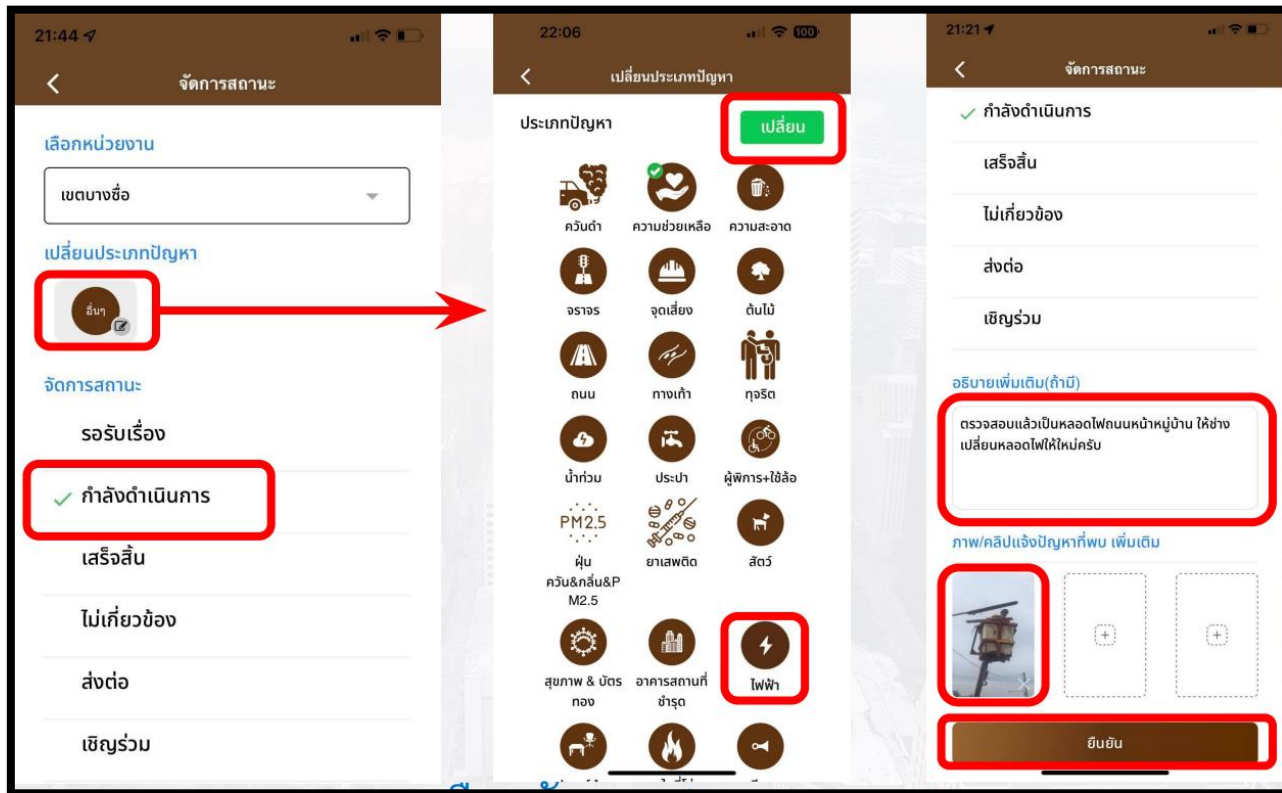 21:44
จัดการสถานะ
เลือกหน่วยงาน
เขตบางซื่อ
เปลี่ยนประเภทปัญหา
อื่นๆ
จัดการสถานะ
รอรับเรื่อง
กำลังดำเนินการ
เสร็จสิ้น
ไม่เกี่ยวข้อง
ส่งต่อ
เชิญร่วม
22:06
100
เปลี่ยนประเภทปัญหา
ประเภทปัญหา
เปลี่ยน
ควันดำ
ความช่วยเหลือ
ความสะอาด
จราจร
จุดเสี่ยง
ต้นไม้
ถนน
ทางเท้า
ทุจริต
น้ำท่วม
ประปา
ผู้พิการ+ใช้ล้อ
PM2.5
ฝุ่น
ควัน&กลิ่น&P
M2.5
ยาเสพติด
สัตว์
สุขภาพ & บัตร
ทอง
อาคารสถานที่
ชำรุด
ไฟฟ้า
21:21
จัดการสถานะ
กำลังดำเนินการ
เสร็จสิ้น
ไม่เกี่ยวข้อง
ส่งต่อ
เชิญร่วม
อธิบายเพิ่มเติม(ถ้ามี)
ตรวจสอบแล้วเป็นหลอดไฟถนนหน้าหมู่บ้าน ให้ช่าง
เปลี่ยนหลอดไฟให้ใหม่ครับ
ภาพ/คลิปแจ้งปัญหาที่พบ เพิ่มเติม
ยืนยัน